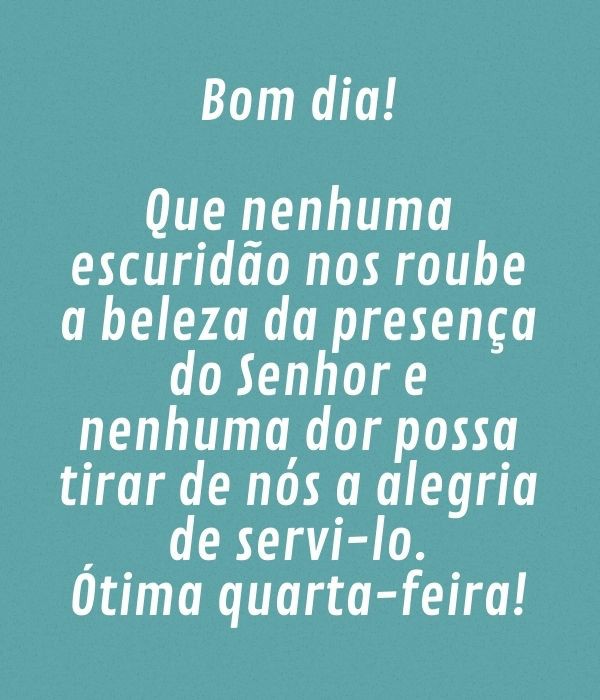 Bom dia!
Que nenhuma
escuridão nos roube
a beleza da presença
do Senhor e
nenhuma dor possa
tirar de nós a alegria
de servi-lo.
Ótima quarta-feira!